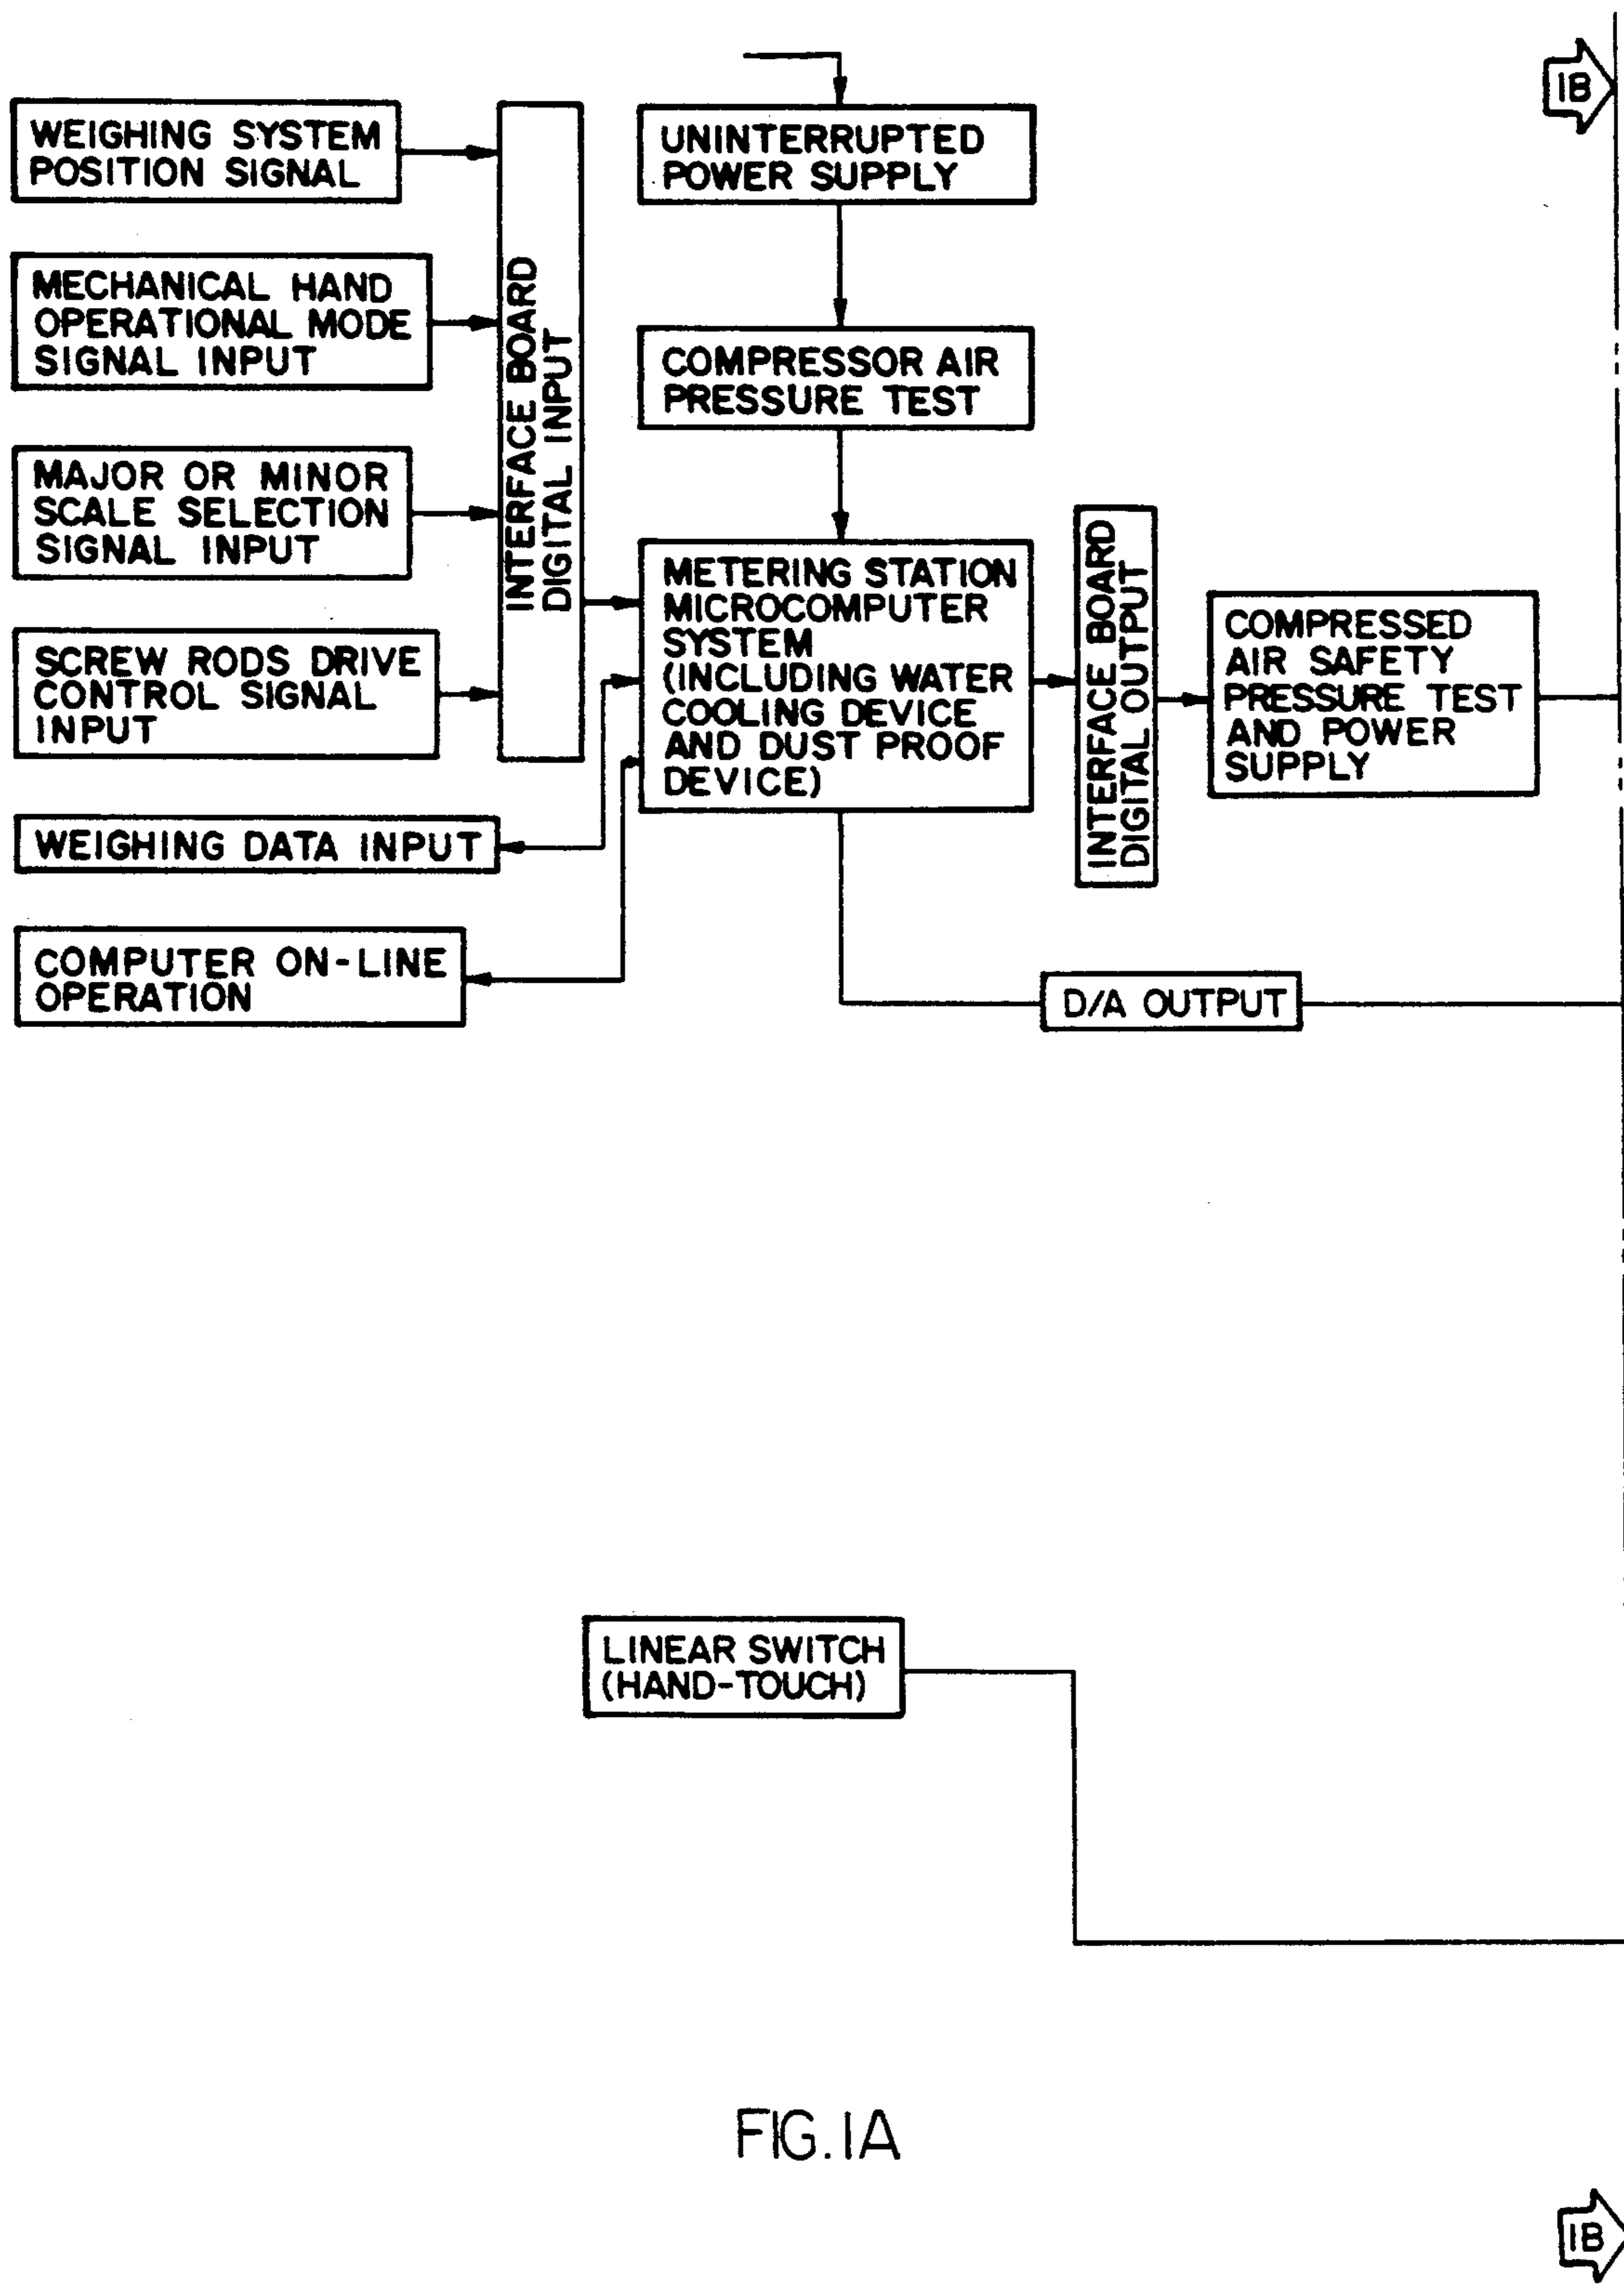 IB
WEIGHING SYSTEM
POSITION SIGNAL
MECHANICAL HAND
OPERATIONAL MODE
SIGNAL INPUT
MAJOR OR MINOR
SCALE SELECTION
SIGNAL INPUT
SCREW RODS DRIVE
CONTROL SIGNAL
INPUT
WEIGHING DATA INPUT
COMPUTER ON-LINE
OPERATION
INTERFACE BOARD
DIGITAL INPUT
UNINTERRUPTED
POWER SUPPLY
COMPRESSOR AIR
PRESSURE TEST
METERING STATION
MICROCOMPUTER
SYSTEM
(INCLUDING WATER
COOLING DEVICE
AND DUST PROOF
DEVICE)
INTERFACE BOARD
DIGITAL OUTPUT
COMPRESSED
AIR SAFETY
PRESSURE TEST
AND POWER
SUPPLY
D/A OUTPUT
LINEAR SWITCH
(HAND-TOUCH)
FIG.IA
IB